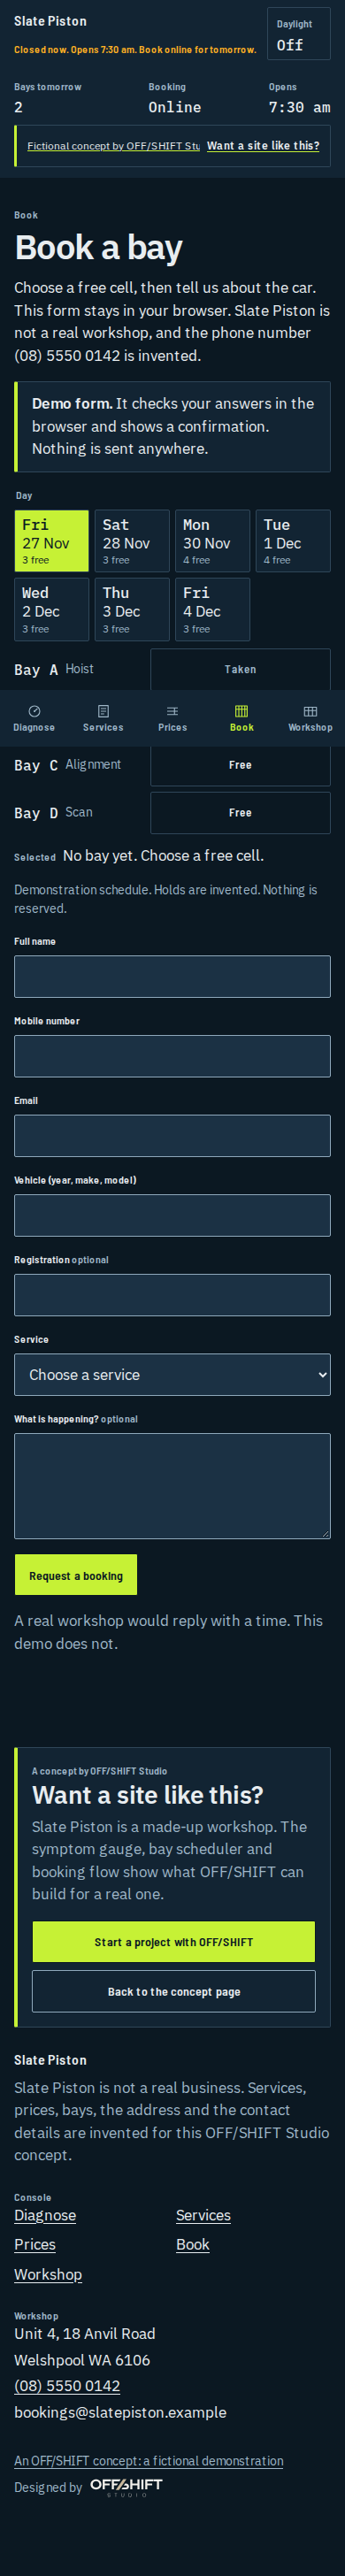 Slate Piston
Closed now. Opens 7:30 am. Book online for tomorrow.
Daylight
Off
Bays tomorrow
2
Booking
Online
Opens
7:30 am
Fictional concept by OFF/SHIFT Stu
Want a site like this?
Book
Book a bay
Choose a free cell, then tell us about the car.
This form stays in your browser. Slate Piston is
not a real workshop, and the phone number
(08) 5550 0142 is invented.
Demo form. It checks your answers in the
browser and shows a confirmation.
Nothing is sent anywhere.
Day
Fri
27 Nov
3 free
Sat
28 Nov
3 free
Mon
30 Nov
4 free
Tue
1 Dec
4 free
Wed
2 Dec
3 free
Thu
3 Dec
3 free
Fri
4 Dec
3 free
Bay A Hoist
Taken
Diagnose
Services
Prices
Book
Workshop
Bay C Alignment
Free
Bay D Scan
Free
Selected No bay yet. Choose a free cell.
Demonstration schedule. Holds are invented. Nothing is
reserved.
Full name
Mobile number
Email
Vehicle (year, make, model)
Registration optional
Service
Choose a service
What is happening? optional
Request a booking
A real workshop would reply with a time. This
demo does not.
A concept by OFF/SHIFT Studio
Want a site like this?
Slate Piston is a made-up workshop. The
symptom gauge, bay scheduler and
booking flow show what OFF/SHIFT can
build for a real one.
Start a project with OFF/SHIFT
Back to the concept page
Slate Piston
Slate Piston is not a real business. Services,
prices, bays, the address and the contact
details are invented for this OFF/SHIFT Studio
concept.
Console
Diagnose
Services
Prices
Book
Workshop
Workshop
Unit 4, 18 Anvil Road
Welshpool WA 6106
(08) 5550 0142
bookings@slatepiston.example
An OFF/SHIFT concept: a fictional demonstration
Designed by OFF/SHIFT
STUDIO